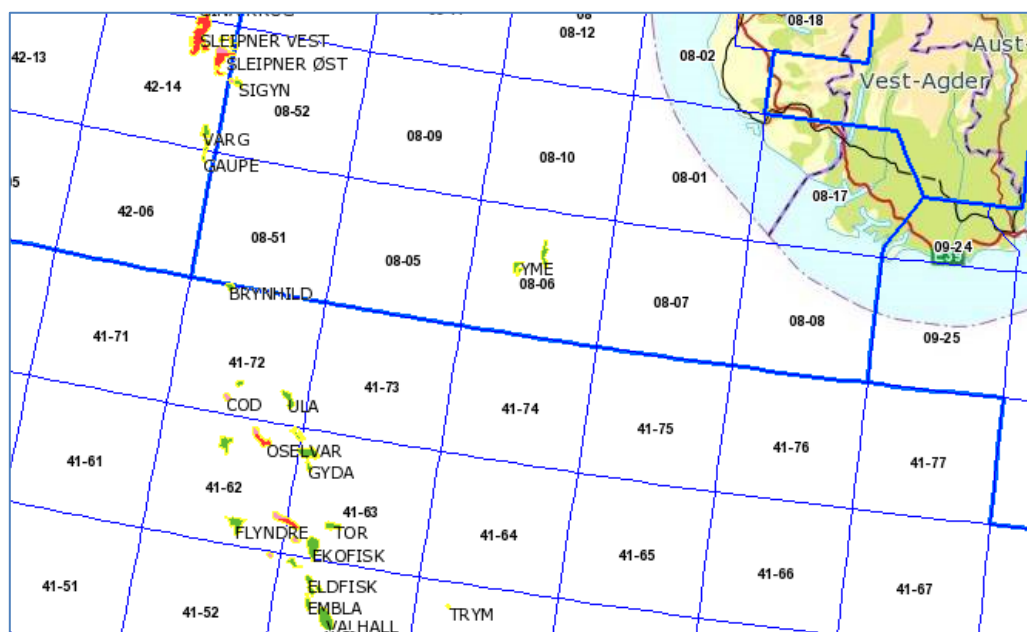 08-12
08-18
42-13
SLEIPNER VEST
08-02
Aust-
SLEIPNER ØST
Vest-Agder
42-14
SIGYN
08-52
VARG
08-09
GAUPE
08-10
08-01
08-17
42-06
08-51
08-05
YME
08-06
09-24
BRYNHILD
08-07
08-08
09-25
41-71
41-72
41-73
COD
ULA
41-74
41-75
41-76
OSELVAR
41-61
GYDA
41-77
41-62
41-63
FLYNDRE
TOR
41-64
EKOFISK
41-65
41-66
41-51
ELDFISK
41-67
41-52
EMBLA
TRYM
VALHALL